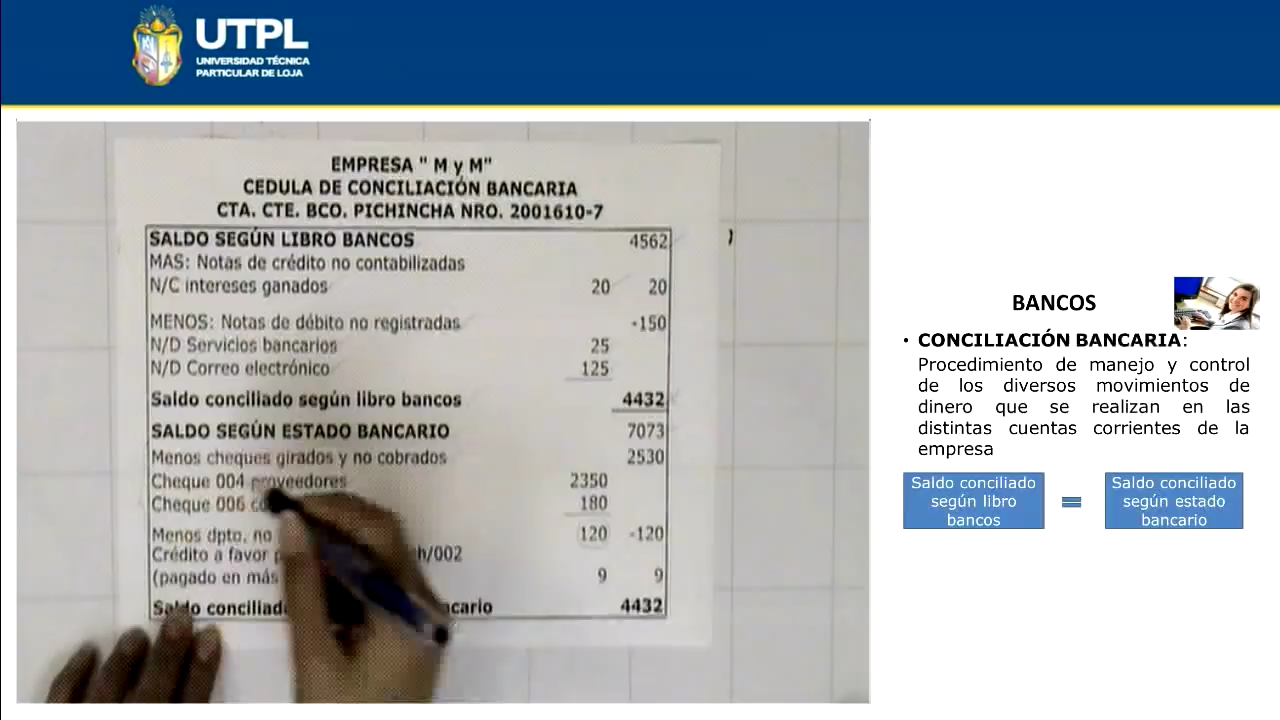 UTPL
UNIVERSIDAD TÉCNICA
PARTICULAR DE LOJA
EMPRESA " M y M"
CEDULA DE CONCILIACIÓN BANCARIA
CTA. CTE. BCO. PICHINCHA NRO. 2001610-7
SALDO SEGÚN LIBRO BANCOS 4562
MAS: Notas de crédito no contabilizadas
N/C intereses ganados 20 20
MENOS: Notas de débito no registradas -150
N/D Servicios bancarios 25
N/D Correo electrónico 125
Saldo conciliado según libro bancos 4432
SALDO SEGÚN ESTADO BANCARIO 7073
Menos cheques girados y no cobrados 2530
Cheque 004 proveedores 2350
Cheque 006 180
Menos dpto. no 120 -120
Crédito a favor h/002
(pagado en más 9 9
Saldo conciliado 4432
BANCOS
• CONCILIACIÓN BANCARIA:
Procedimiento de manejo y control
de los diversos movimientos de
dinero que se realizan en las
distintas cuentas corrientes de la
empresa
Saldo conciliado
según libro
bancos
=
Saldo conciliado
según estado
bancario